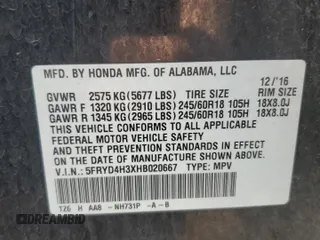 MFD. BY HONDA MFG. OF ALABAMA, LLC
12/'16
GVWR 2575 KG (5677 LBS) TIRE SIZE RIM SIZE
GAWR F 1320 KG (2910 LBS) 245/60R18 105H 18X8.0J
GAWR R 1345 KG (2965 LBS) 245/60R18 105H 18X8.0J
THIS VEHICLE CONFORMS TO ALL APPLICABLE
FEDERAL MOTOR VEHICLE SAFETY AND
THEFT PREVENTION STANDARDS IN EFFECT ON
THE DATE OF MANUFACTURE SHOWN ABOVE.
V.I.N.: 5FRYD4H3XHB020667 TYPE: MPV
TZ6 H AA8 -NH731P -A-B